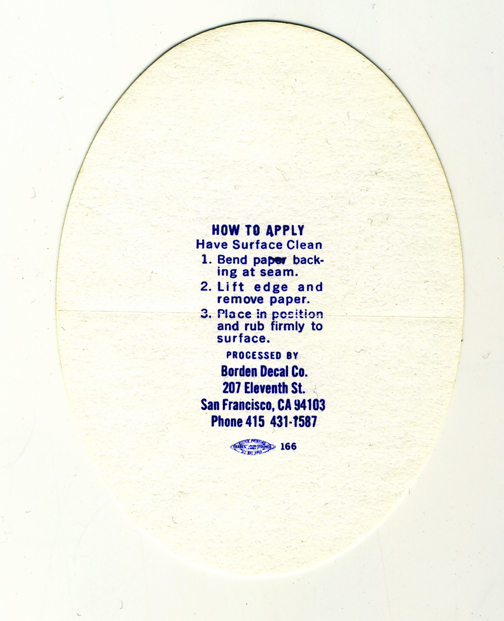 HOW TO APPLY
Have Surface Clean
1. Bend paper back-
ing at seam.
2. Lift edge and
remove paper.
3. Place in position
and rub firmly to
surface.
PROCESSED BY
Borden Decal Co.
207 Eleventh St.
San Francisco, CA 94103
Phone 415 431-1587
166